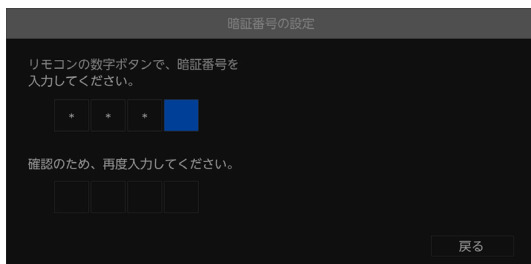 暗証番号の設定
リモコンの数字ボタンで、暗証番号を
入力してください。
* * *
確認のため、再度入力してください。
戻る